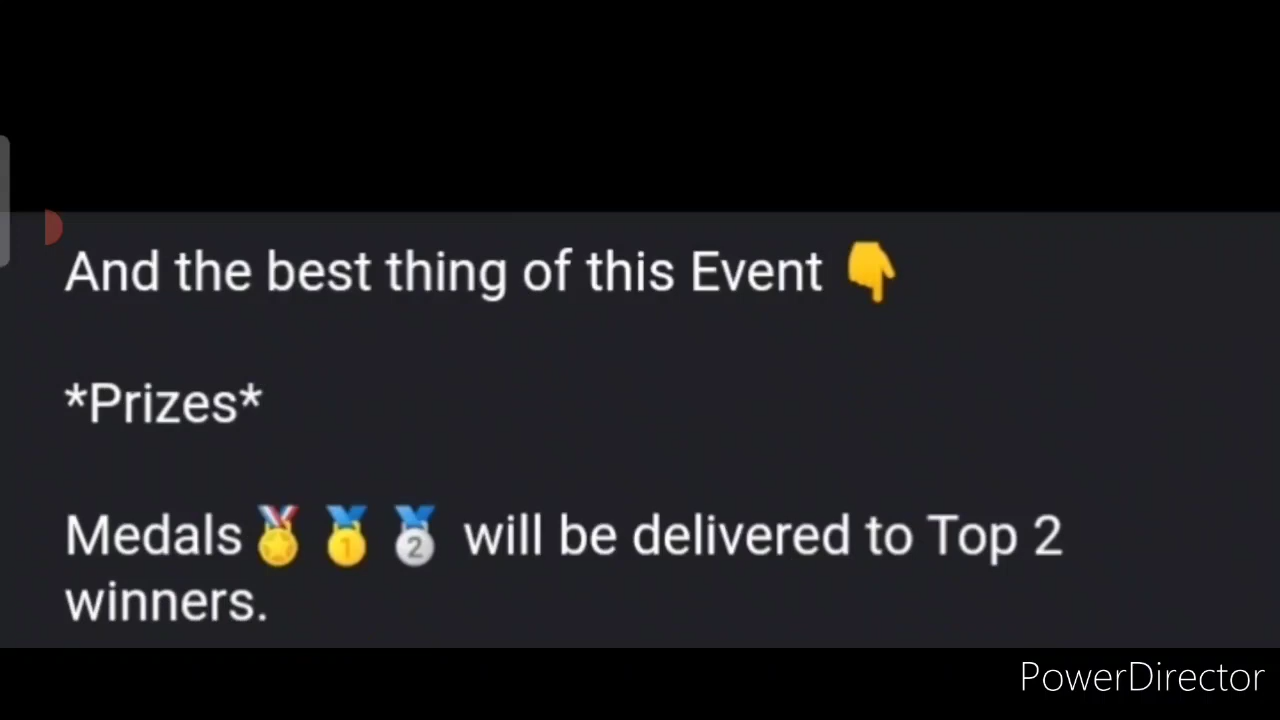 And the best thing of this Event 👇
*Prizes*
Medals🏅🥇🥈 will be delivered to Top 2
winners.
PowerDirector